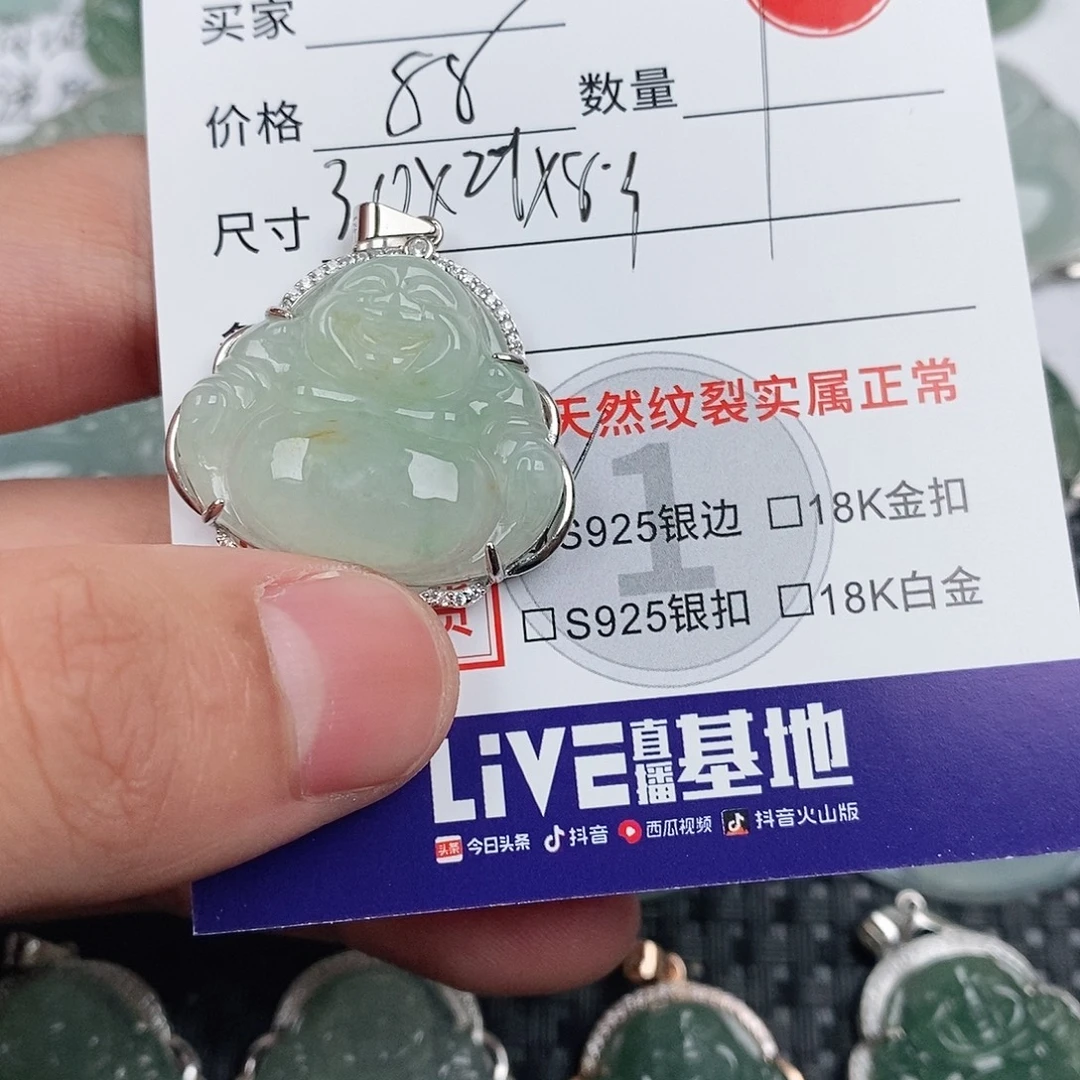 买家
价格 88 数量
尺寸
天然纹裂实属正常
1
S925银边 18K金扣
S925银扣 18K白金
货
LiVE直播基地
头条 今日头条 抖音 西瓜视频 抖音火山版